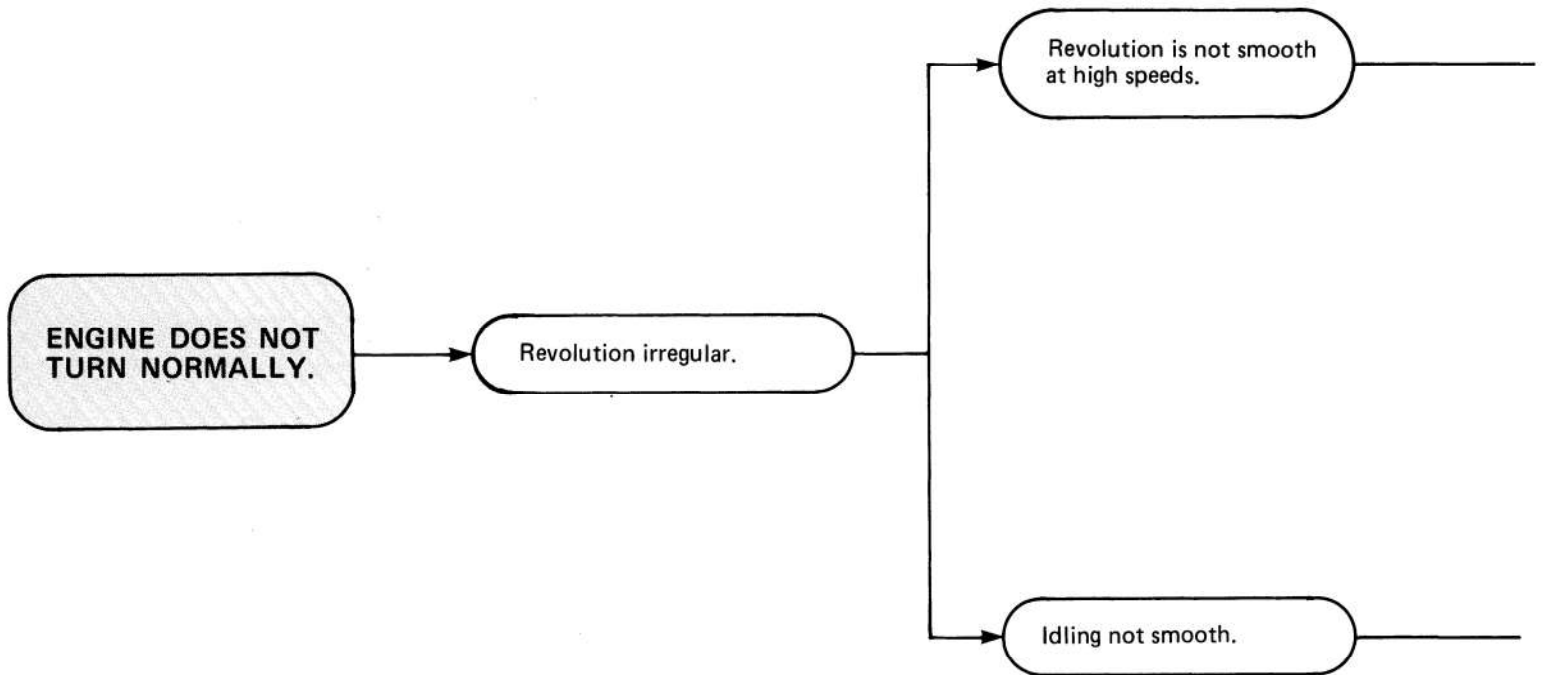 Revolution is not smooth
at high speeds.
ENGINE DOES NOT
TURN NORMALLY.
Revolution irregular.
Idling not smooth.